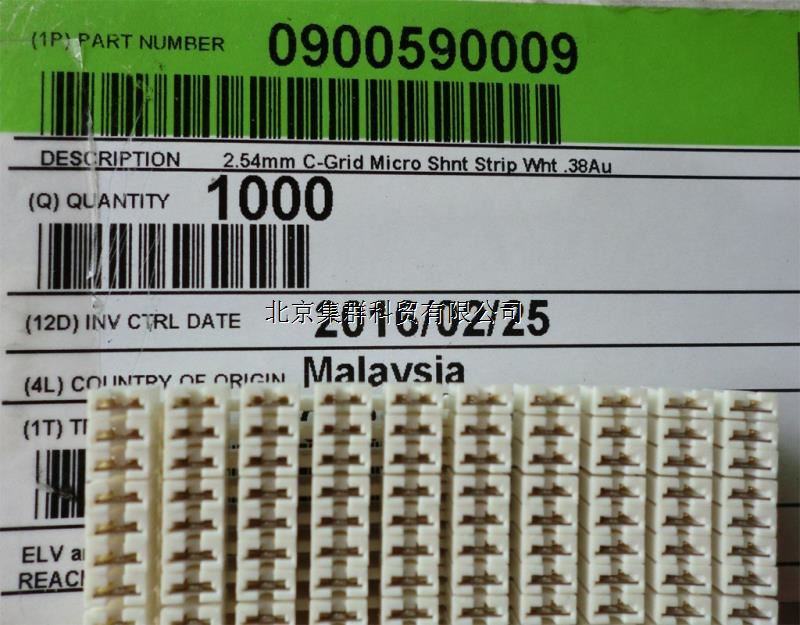 (1P) PART NUMBER 0900590009
DESCRIPTION 2.54mm C-Grid Micro Shnt Strip Wht .38Au
(Q) QUANTITY 1000
(12D) INV CTRL DATE 2016/02/25
北京集群科贸有限公司
(4L) COUNTRY OF ORIGIN Malaysia
(1T)
ELV
REACH